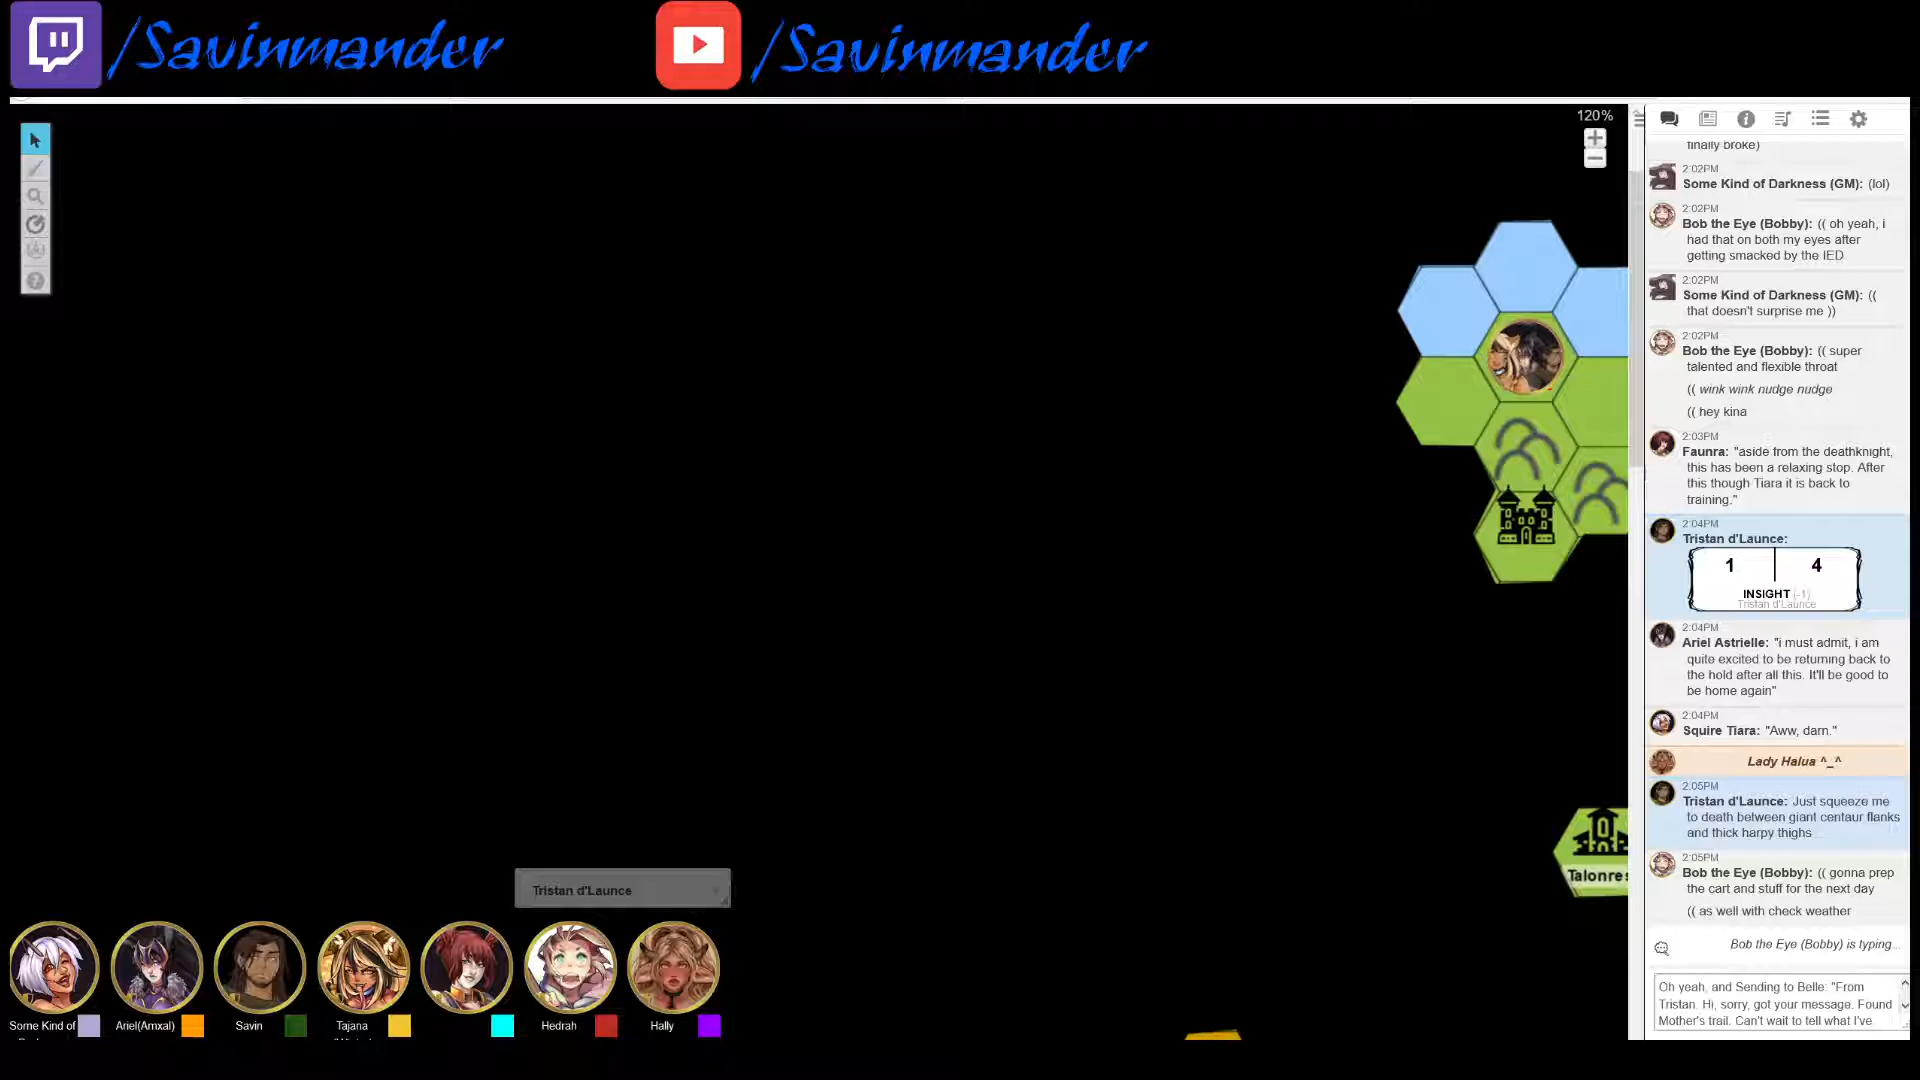 /Savinmander
/Savinmander
120%
finally broke)
2:02PM
Some Kind of Darkness (GM): (lol)
2:02PM
Bob the Eye (Bobby): (( oh yeah, i
had that on both my eyes after
getting smacked by the IED
2:02PM
Some Kind of Darkness (GM): ((
that doesn't surprise me ))
2:02PM
Bob the Eye (Bobby): (( super
talented and flexible throat
(( wink wink nudge nudge
(( hey kina
2:03PM
Faunra: "aside from the deathknight,
this has been a relaxing stop. After
this though Tiara it is back to
training."
2:04PM
Tristan d'Launce:
1 4
INSIGHT (-1)
Tristan d'Launce
2:04PM
Ariel Astrielle: "i must admit, i am
quite excited to be returning back to
the hold after all this. It'll be good to
be home again"
2:04PM
Squire Tiara: "Aww, darn."
Lady Halua ^_^
2:05PM
Tristan d'Launce: Just squeeze me
to death between giant centaur flanks
and thick harpy thighs
2:05PM
Bob the Eye (Bobby): (( gonna prep
the cart and stuff for the next day
(( as well with check weather
Bob the Eye (Bobby) is typing...
Oh yeah, and Sending to Belle: "From
Tristan. Hi, sorry, got your message. Found
Mother's trail. Can't wait to tell what I've
Talonres
Tristan d'Launce
Some Kind of
Ariel(Amxal)
Savin
Tajana
Hedrah
Hally